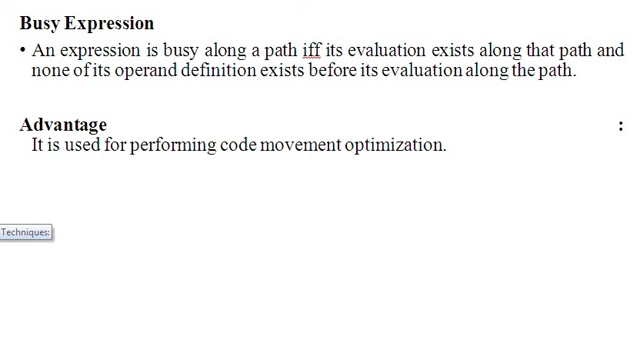 Busy Expression
• An expression is busy along a path iff its evaluation exists along that path and
none of its operand definition exists before its evaluation along the path.
Advantage :
It is used for performing code movement optimization.
Techniques: